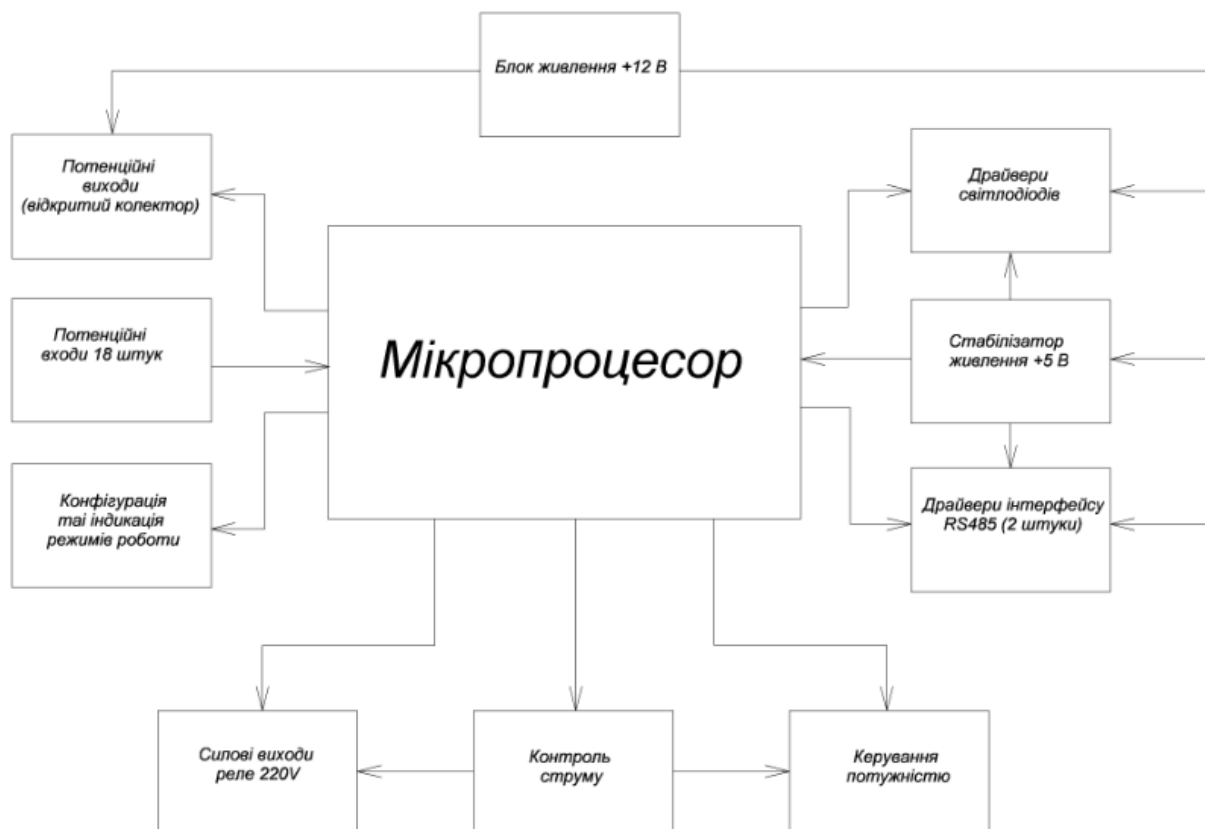 Блок живлення +12 В
Потенційні
виходи
(відкритий колектор)
Драйвери
світлодіодів
Потенційні
входи 18 штук
Мікропроцесор
Стабілізатор
живлення +5 В
Конфігурація
таі індикація
режимів роботи
Драйвери інтерфейсу
RS485 (2 штуки)
Силові виходи
реле 220V
Контроль
струму
Керування
потужністю